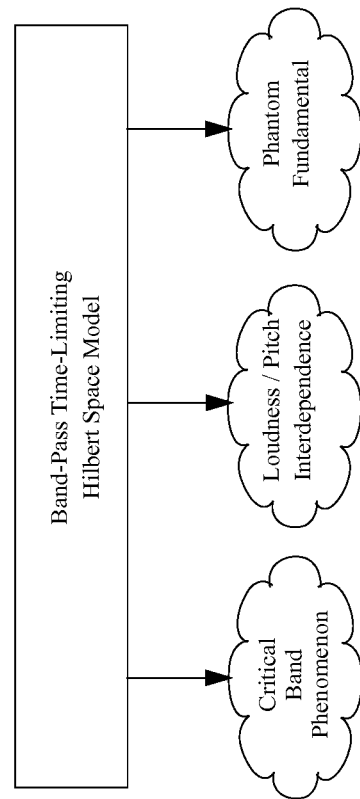 Band-Pass Time-Limiting
Hilbert Space Model
Critical
Band
Phenomenon
Loudness / Pitch
Interdependence
Phantom
Fundamental